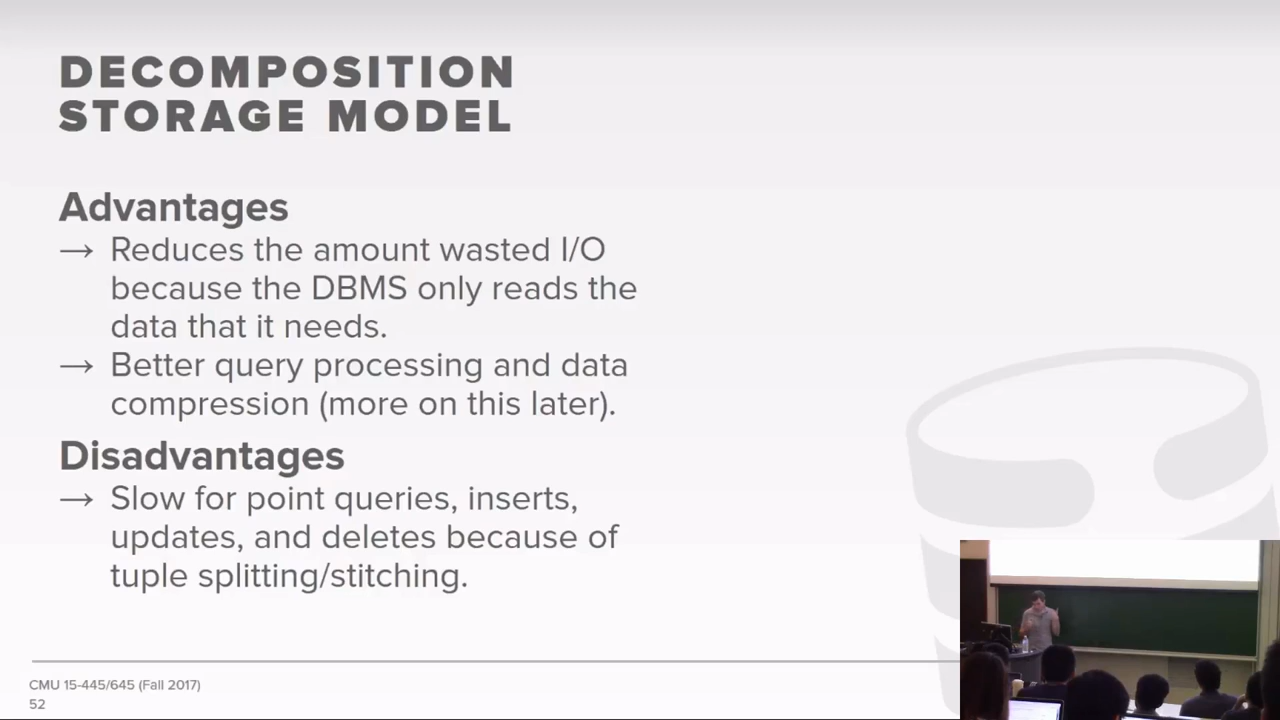 DECOMPOSITION
STORAGE MODEL
Advantages
→ Reduces the amount wasted I/O
because the DBMS only reads the
data that it needs.
→ Better query processing and data
compression (more on this later).
Disadvantages
→ Slow for point queries, inserts,
updates, and deletes because of
tuple splitting/stitching.
CMU 15-445/645 (Fall 2017)
52